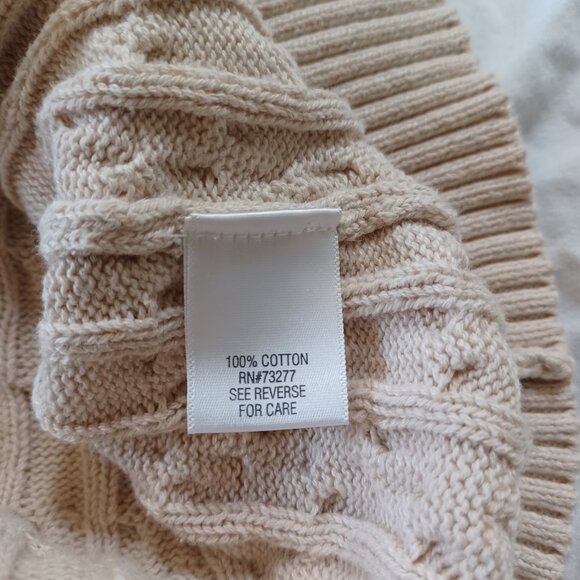 100% COTTON
RN#73277
SEE REVERSE
FOR CARE